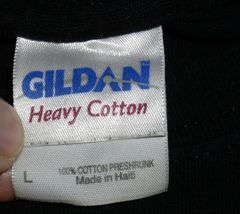 GILDAN
Heavy Cotton
100% COTTON PRESHRUNK
L
Made in Haiti